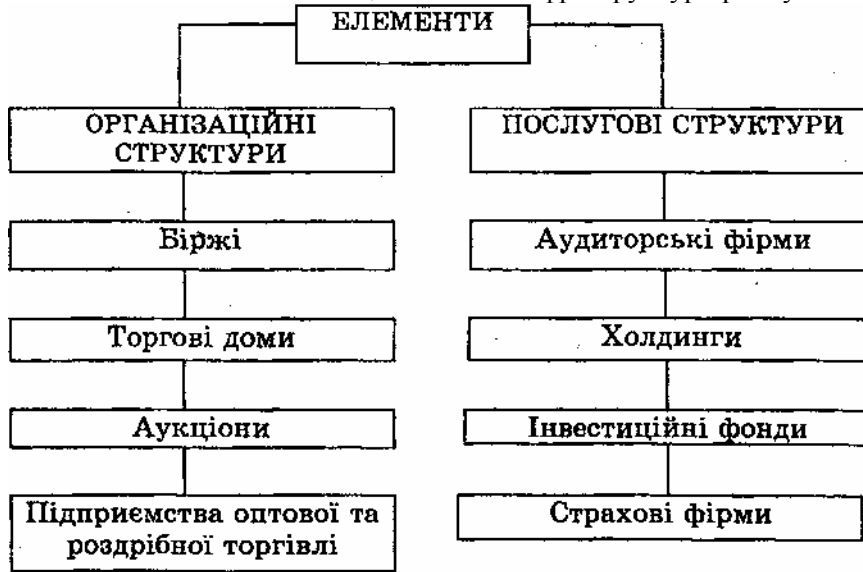 ЕЛЕМЕНТИ
ОРГАНІЗАЦІЙНІ
СТРУКТУРИ
ПОСЛУГОВІ СТРУКТУРИ
Біржі
Аудиторські фірми
Торгові доми
Холдинги
Аукціони
Інвестиційні фонди
Підприємства оптової та
роздрібної торгівлі
Страхові фірми